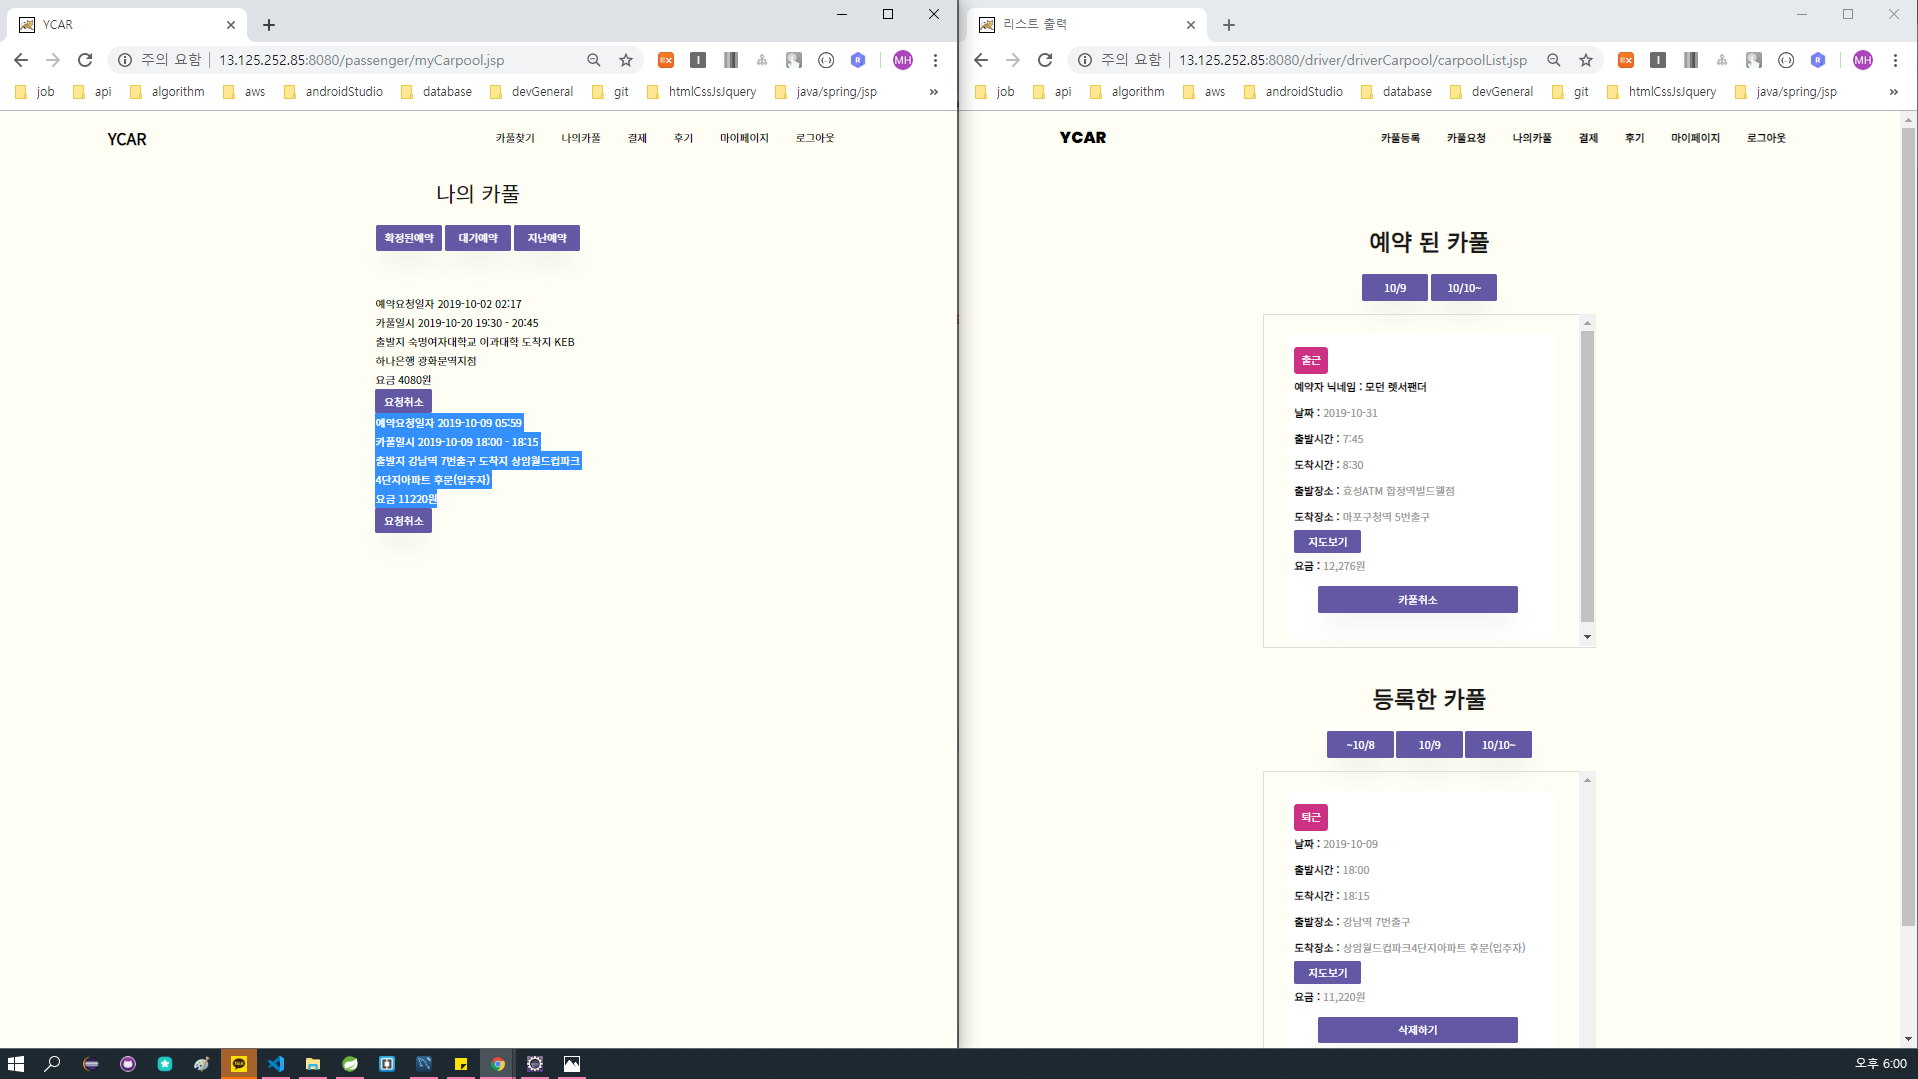 YCAR
주의 요함
13.125.252.85:8080/passenger/myCarpool.jsp
EX
MH
job
api
algorithm
aws
androidStudio
database
devGeneral
git
htmlCssJsJquery
java/spring/jsp
»
YCAR
카풀찾기
나의카풀
결제
후기
마이페이지
로그아웃
나의 카풀
확정된예약
대기예약
지난예약
예약요청일자 2019-10-02 02:17
카풀일시 2019-10-20 19:30 - 20:45
출발지 숙명여자대학교 이과대학 도착지 KEB
하나은행 광화문역지점
요금 4080원
요청취소
예약요청일자 2019-10-09 05:59
카풀일시 2019-10-09 18:00 - 18:15
출발지 강남역 7번출구 도착지 상암월드컵파크
4단지아파트 후문(입주자)
요금 11220원
요청취소
리스트 출력
주의 요함
13.125.252.85:8080/driver/driverCarpool/carpoolList.jsp
EX
MH
job
api
algorithm
aws
androidStudio
database
devGeneral
git
htmlCssJsJquery
java/spring/jsp
»
YCAR
카풀등록
카풀요청
나의카풀
결제
후기
마이페이지
로그아웃
예약 된 카풀
10/9
10/10~
출근
예약자 닉네임 : 모던 렛서팬더
날짜 : 2019-10-31
출발시간 : 7:45
도착시간 : 8:30
출발장소 : 효성ATM 합정역빌드웰점
도착장소 : 마포구청역 5번출구
지도보기
요금 : 12,276원
카풀취소
등록한 카풀
~10/8
10/9
10/10~
퇴근
날짜 : 2019-10-09
출발시간 : 18:00
도착시간 : 18:15
출발장소 : 강남역 7번출구
도착장소 : 상암월드컵파크4단지아파트 후문(입주자)
지도보기
요금 : 11,220원
삭제하기
오후 6:00